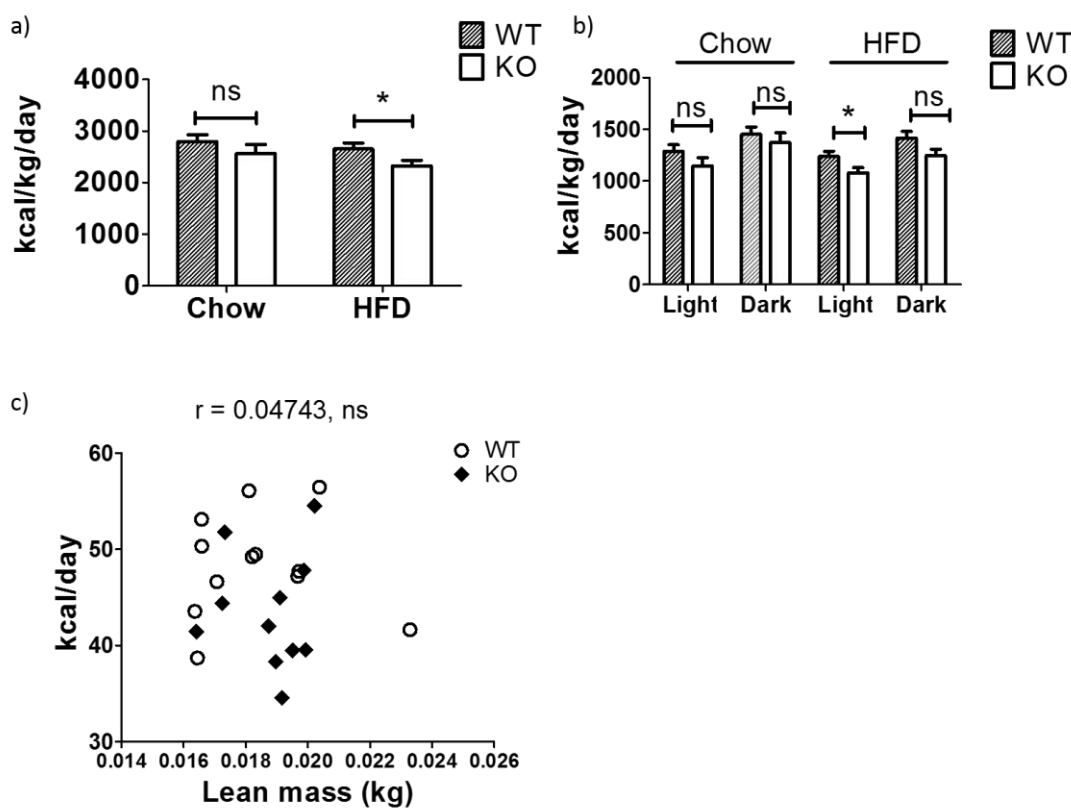 a)
WT
KO
kcal/kg/day
4000
3000
2000
1000
0
ns
*
Chow
HFD
b)
WT
KO
Chow
HFD
kcal/kg/day
2000
1500
1000
500
0
ns
ns
*
ns
Light
Dark
Light
Dark
c)
r = 0.04743, ns
WT
KO
kcal/day
60
50
40
30
0.014 0.016 0.018 0.020 0.022 0.024 0.026
Lean mass (kg)